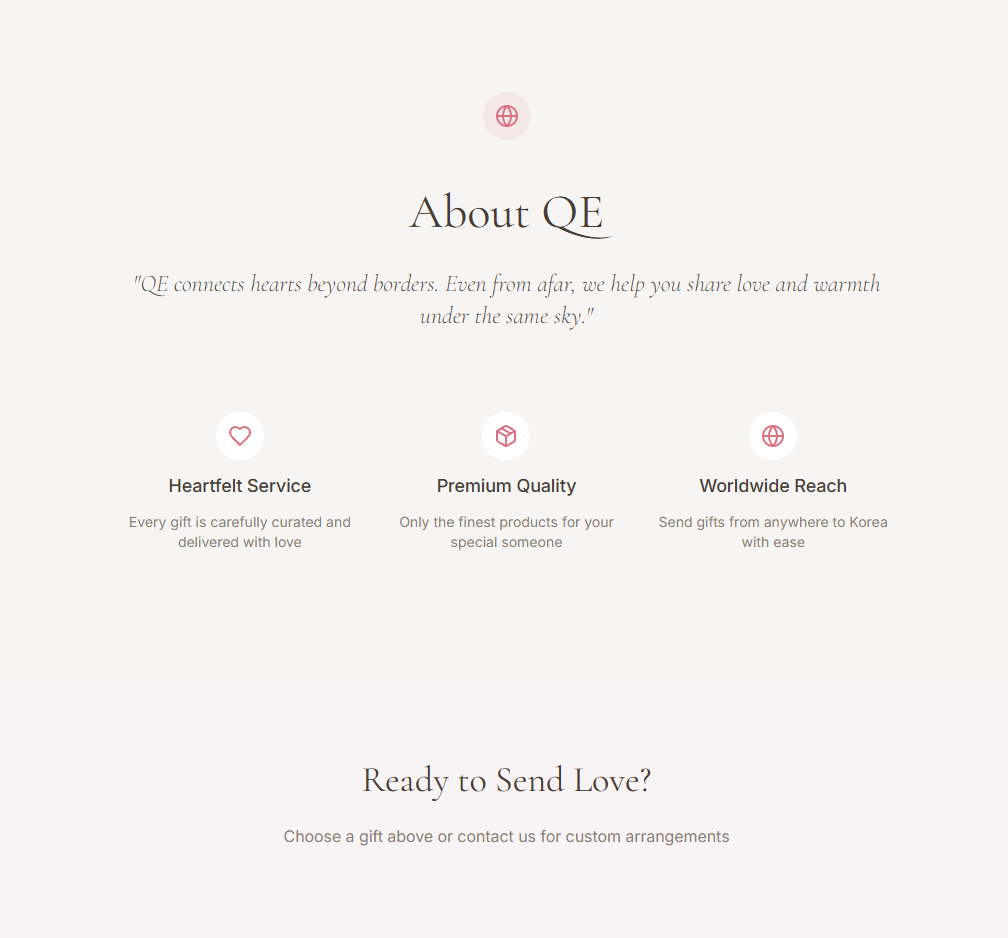 About QE
"QE connects hearts beyond borders. Even from afar, we help you share love and warmth
under the same sky."
Heartfelt Service
Every gift is carefully curated and
delivered with love
Premium Quality
Only the finest products for your
special someone
Worldwide Reach
Send gifts from anywhere to Korea
with ease
Ready to Send Love?
Choose a gift above or contact us for custom arrangements